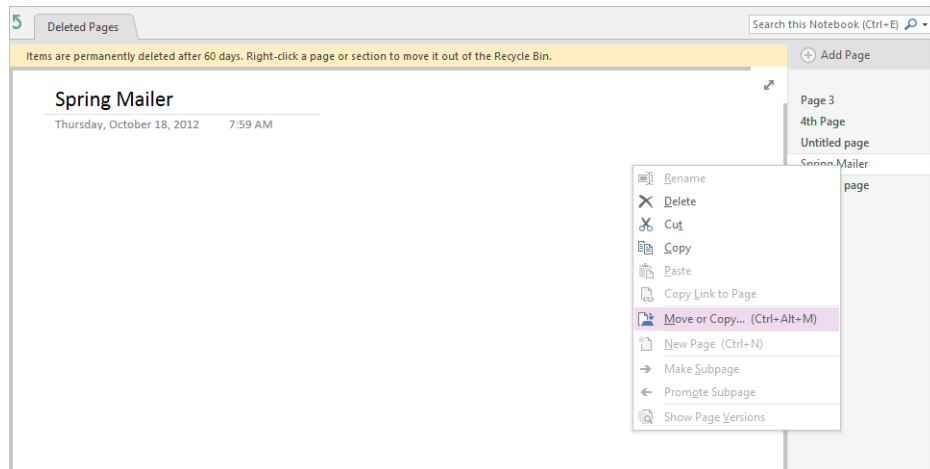 Deleted Pages
Search this Notebook (Ctrl+E)
Items are permanently deleted after 60 days. Right-click a page or section to move it out of the Recycle Bin.
Add Page
Spring Mailer
Thursday, October 18, 2012 7:59 AM
Page 3
4th Page
Untitled page
Spring Mailer
page
Rename
Delete
Cut
Copy
Paste
Copy Link to Page
Move or Copy... (Ctrl+Alt+M)
New Page (Ctrl+N)
Make Subpage
Promote Subpage
Show Page Versions